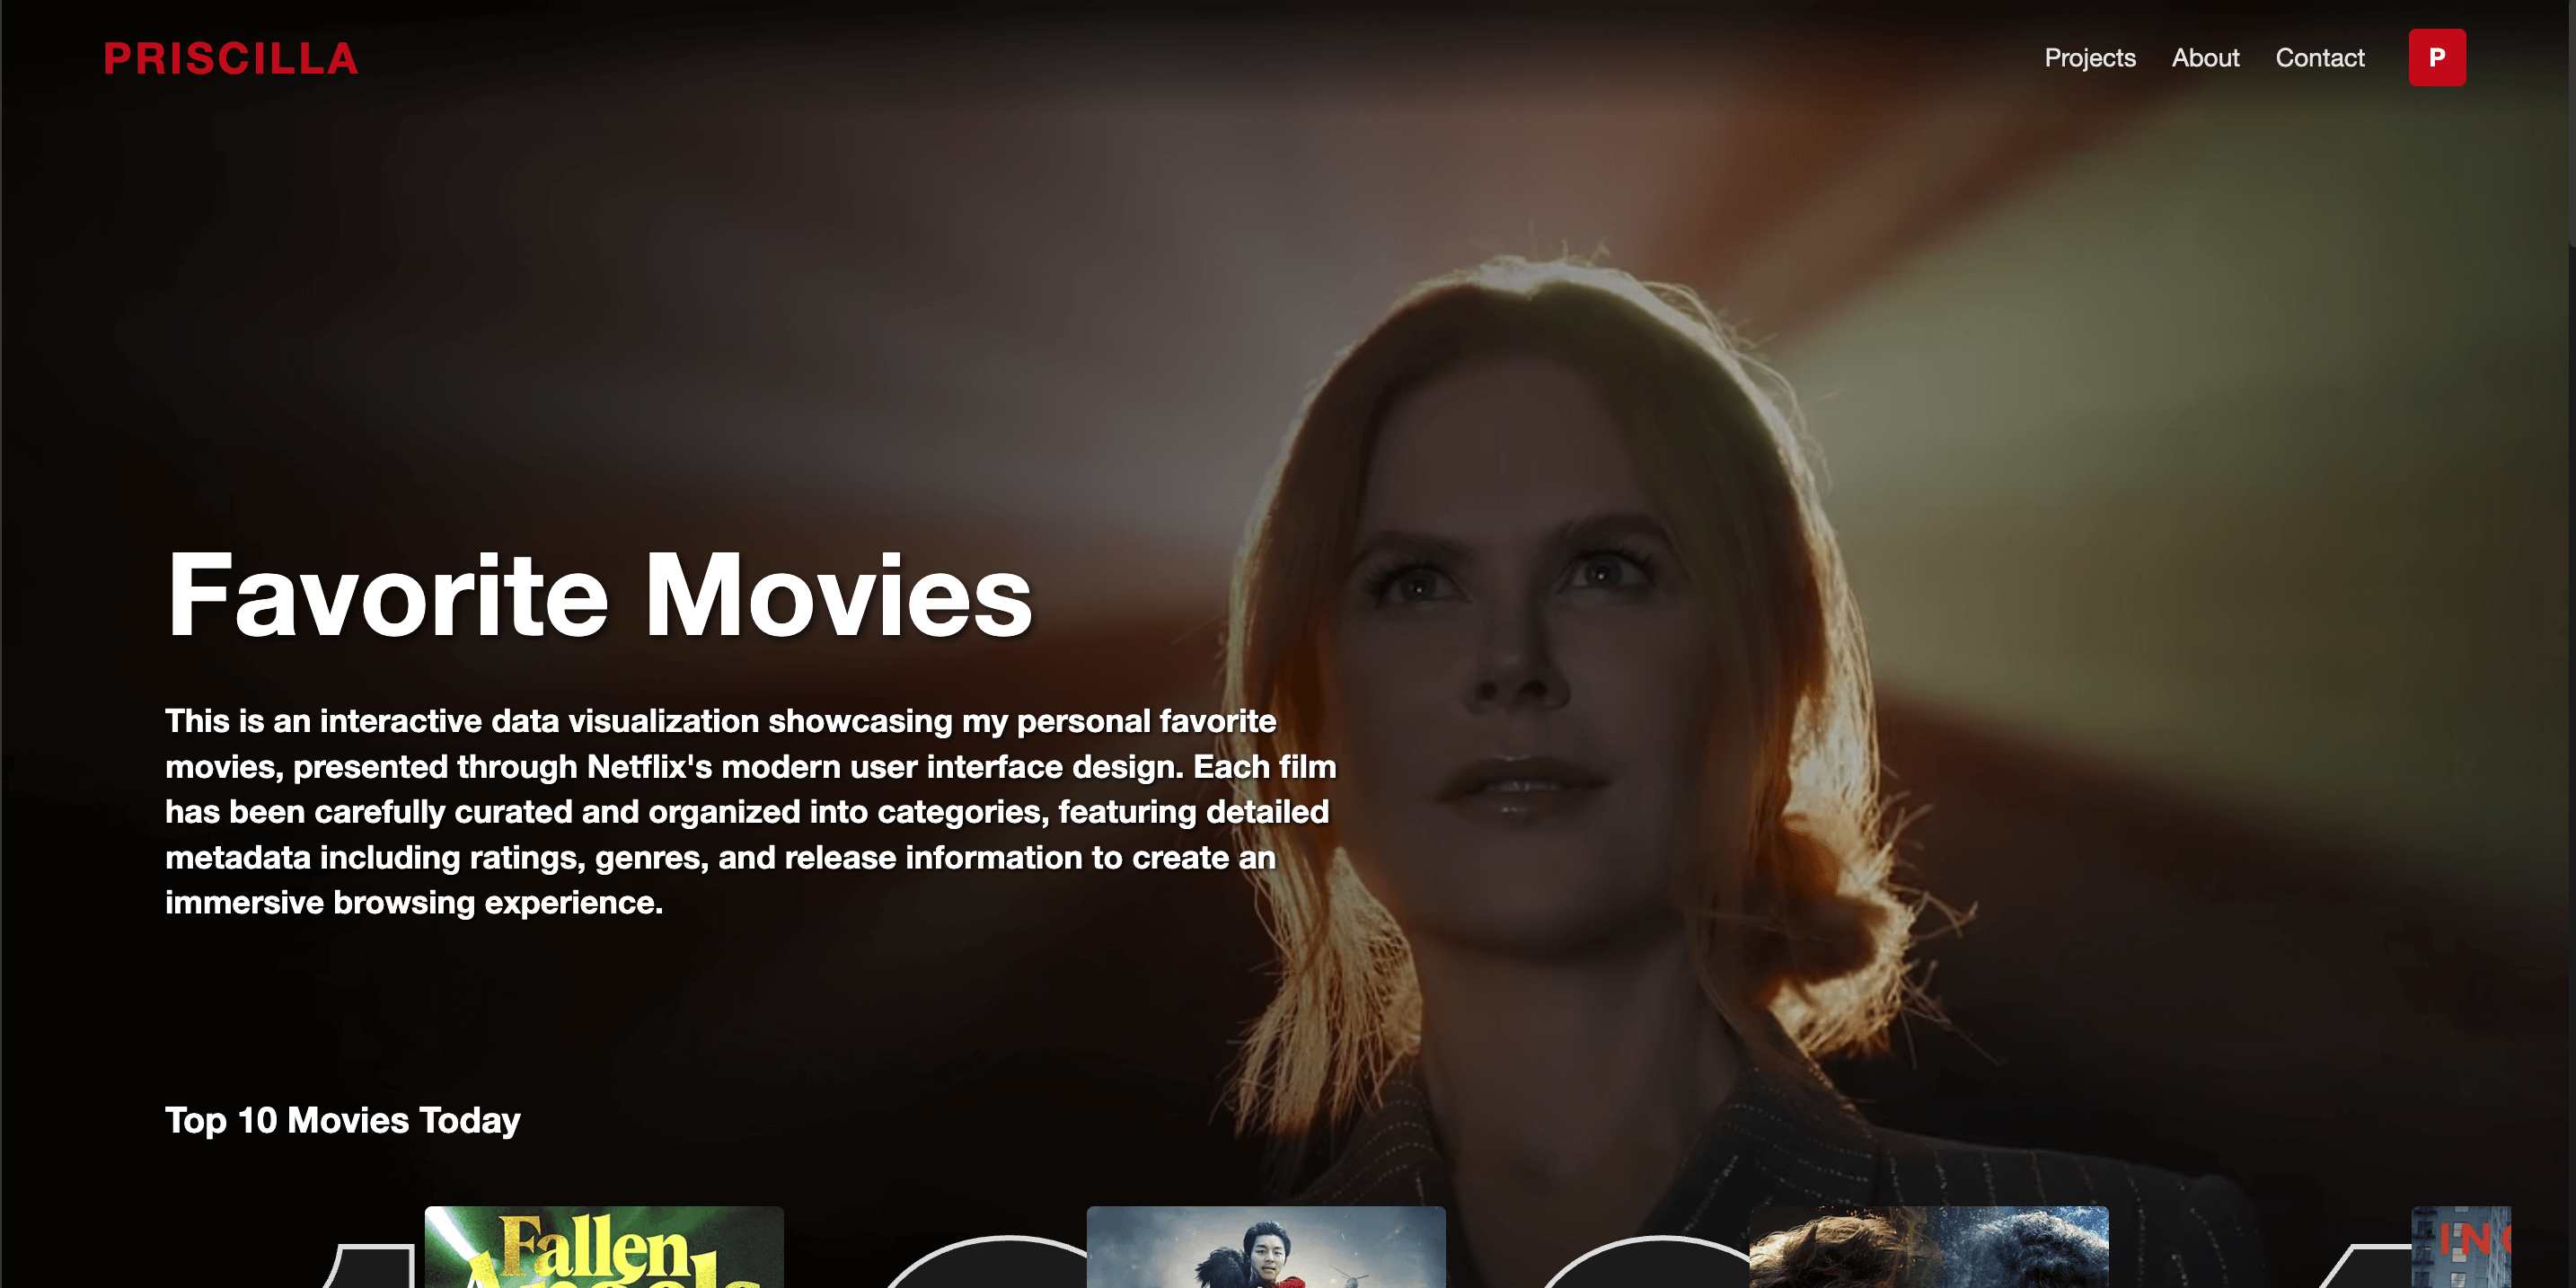 PRISCILLA
Projects About Contact P
Favorite Movies
This is an interactive data visualization showcasing my personal favorite
movies, presented through Netflix's modern user interface design. Each film
has been carefully curated and organized into categories, featuring detailed
metadata including ratings, genres, and release information to create an
immersive browsing experience.
Top 10 Movies Today
1
Fallen
Angels